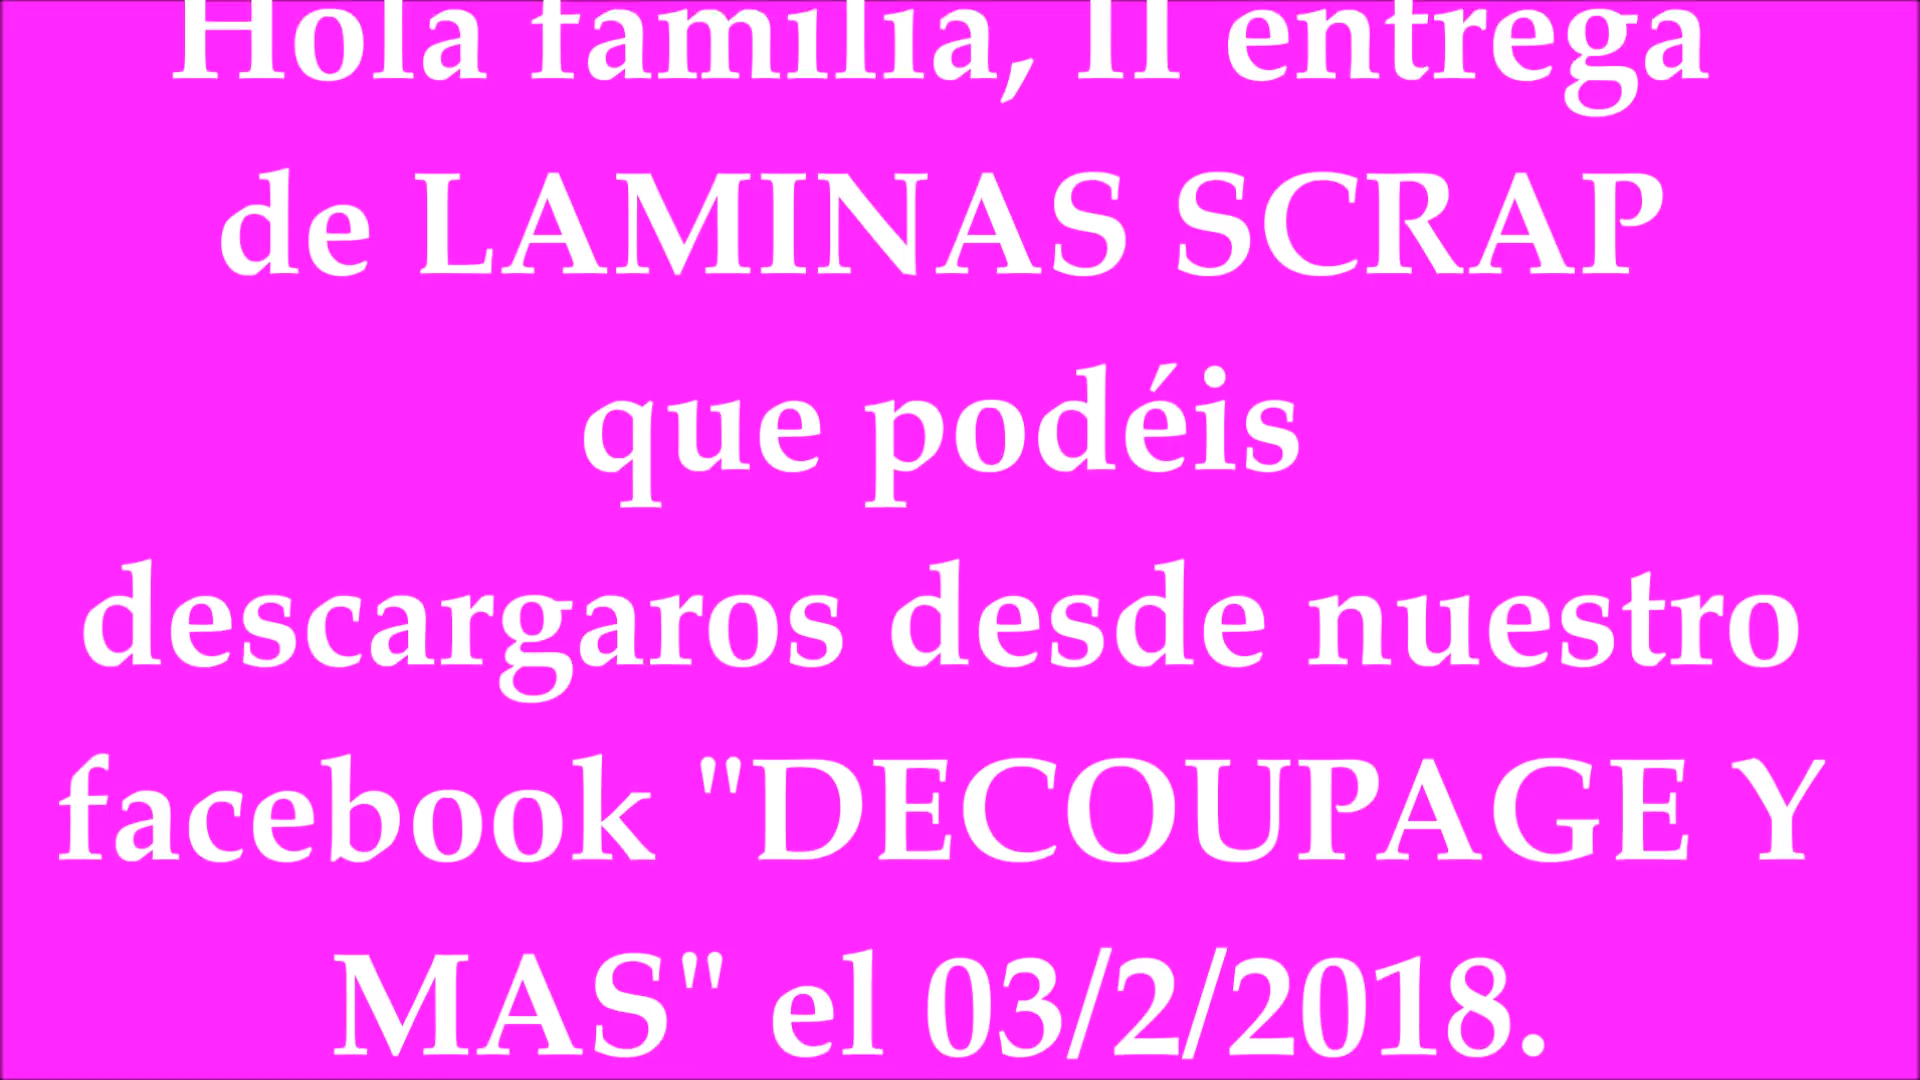 Hola familia, II entrega
de LAMINAS SCRAP
que podéis
descargaros desde nuestro
facebook "DECOUPAGE Y
MAS" el 03/2/2018.